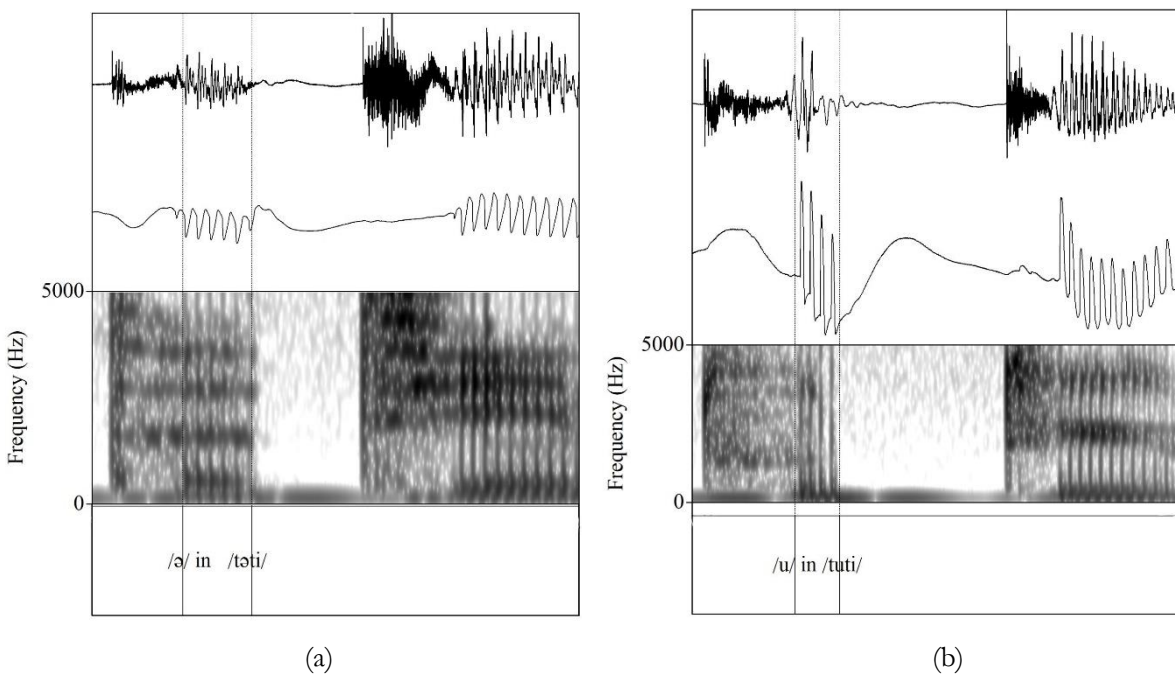 5000
Frequency (Hz)
0
/ə/ in /təti/
(a)
5000
Frequency (Hz)
0
/u/ in /tuti/
(b)